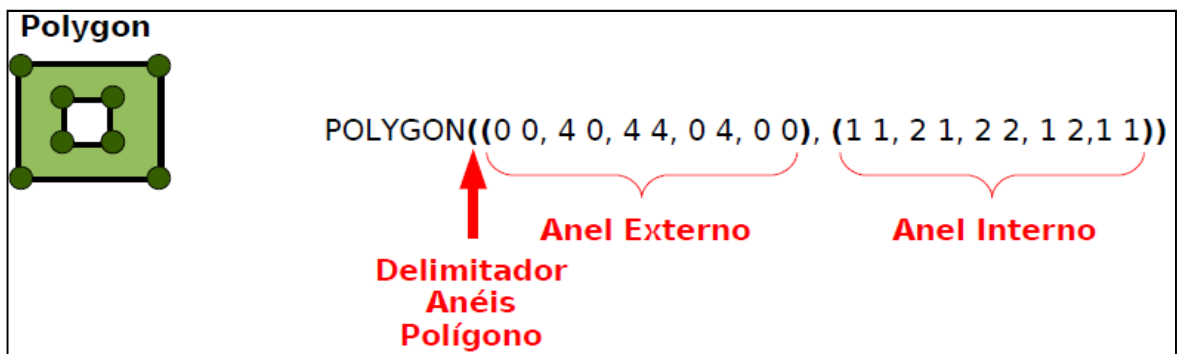 Polygon
POLYGON((0 0, 4 0, 4 4, 0 4, 0 0), (1 1, 2 1, 2 2, 1 2,1 1))
Anel Externo
Anel Interno
Delimitador
Anéis
Polígono